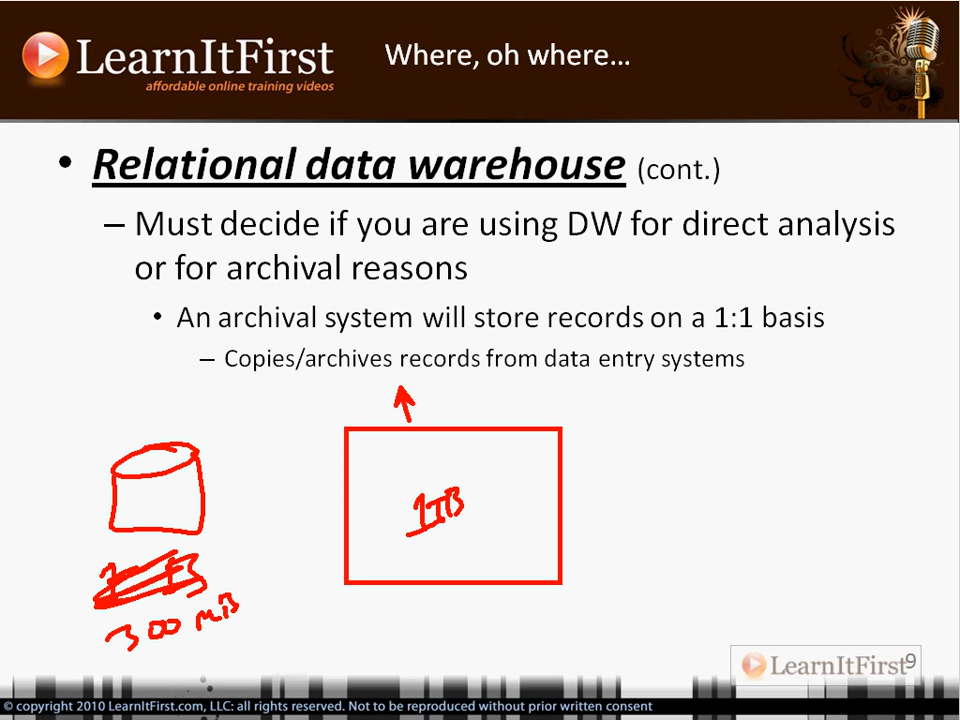 LearnItFirst
affordable online training videos
Where, oh where...
• Relational data warehouse (cont.)
– Must decide if you are using DW for direct analysis
or for archival reasons
• An archival system will store records on a 1:1 basis
– Copies/archives records from data entry systems
1TB
300 MB
LearnItFirst
9
© copyright 2010 LearnItFirst.com, LLC: all rights reserved. Not to be reproduced without prior written consent